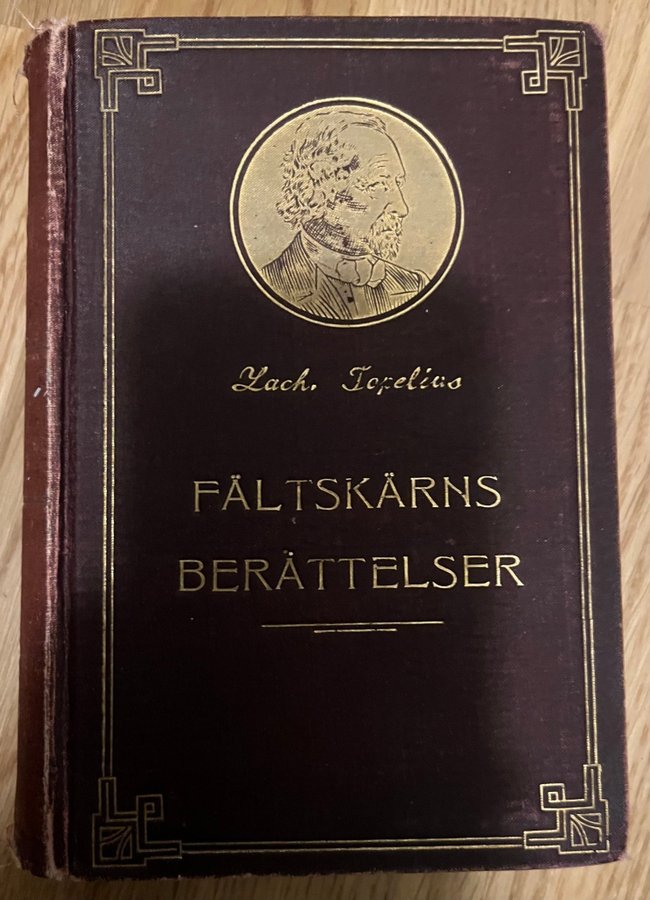 Zach. Topelius
FÄLTSKÄRNS
BERÄTTELSER